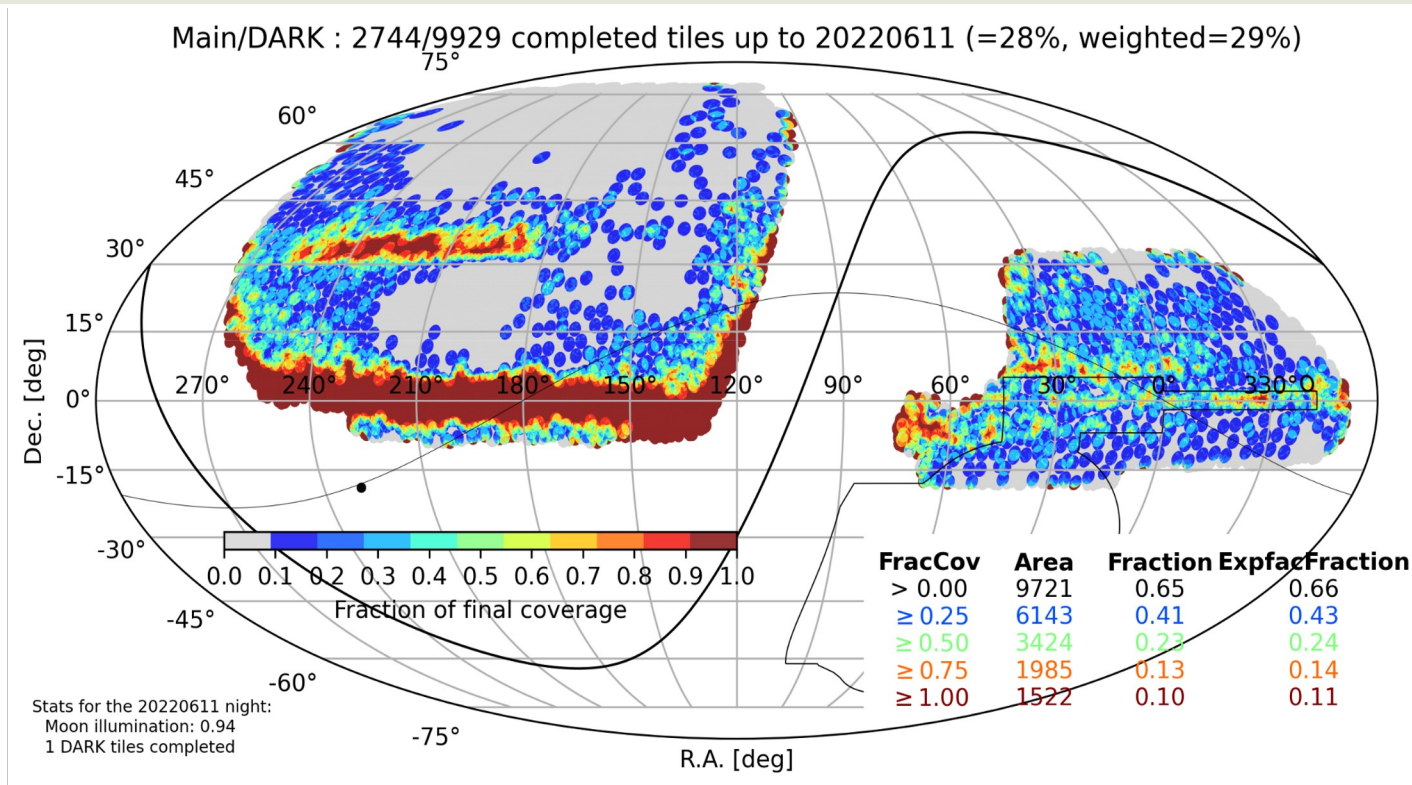 Main/DARK : 2744/9929 completed tiles up to 20220611 (=28%, weighted=29%)
75°
60°
45°
30°
15°
0°
-15°
-30°
-45°
-60°
-75°
Dec. [deg]
270° 240° 210° 180° 150° 120° 90° 60° 30° 0° 330°
0.0 0.1 0.2 0.3 0.4 0.5 0.6 0.7 0.8 0.9 1.0
Fraction of final coverage
FracCov Area Fraction ExpfacFraction
> 0.00 9721 0.65 0.66
≥ 0.25 6143 0.41 0.43
≥ 0.50 3424 0.23 0.24
≥ 0.75 1985 0.13 0.14
≥ 1.00 1522 0.10 0.11
Stats for the 20220611 night:
Moon illumination: 0.94
1 DARK tiles completed
R.A. [deg]